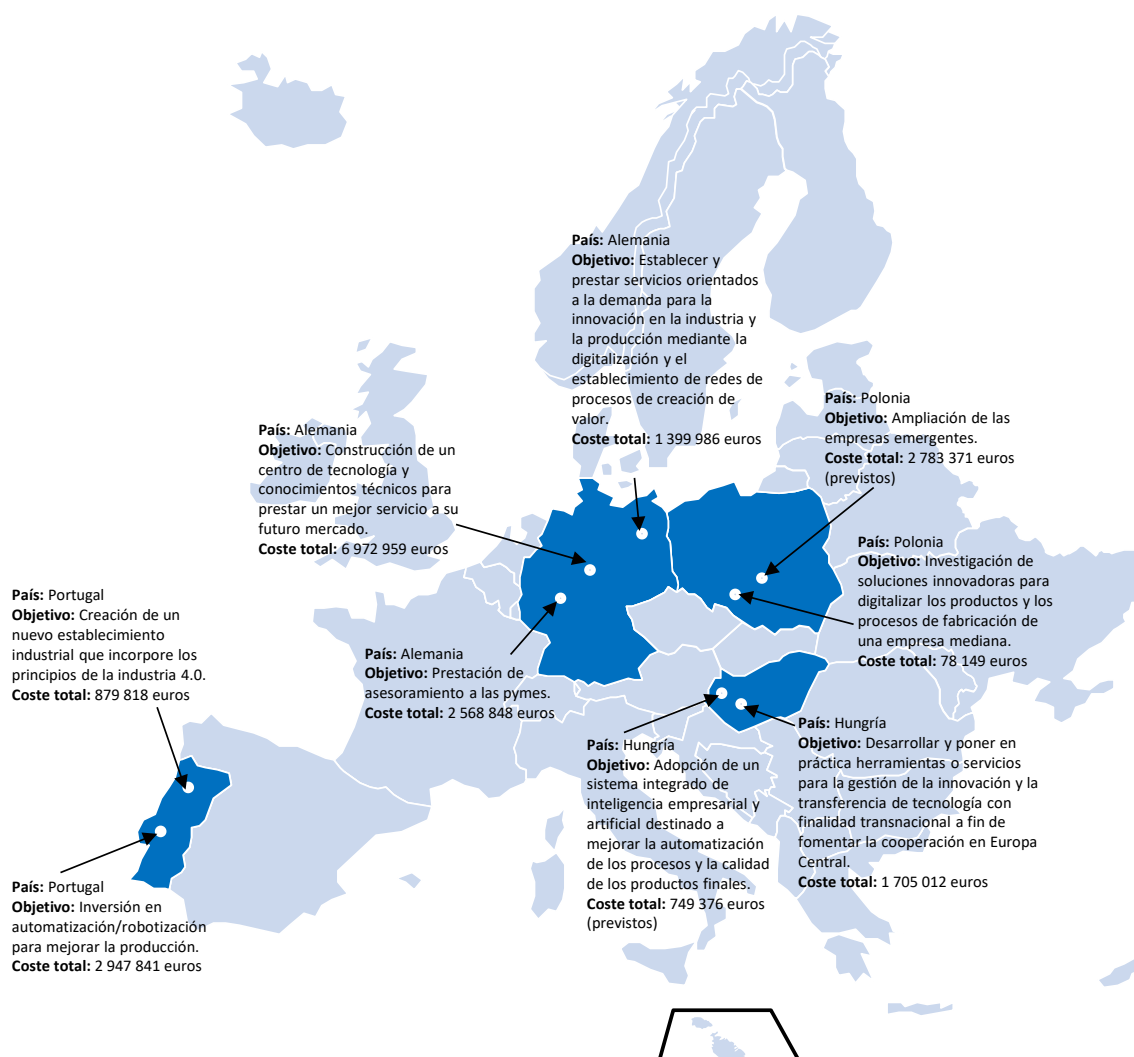 País: Alemania
Objetivo: Establecer y
prestar servicios orientados
a la demanda para la
innovación en la industria y
la producción mediante la
digitalización y el
establecimiento de redes de
procesos de creación de
valor.
Coste total: 1 399 986 euros
País: Polonia
Objetivo: Ampliación de las
empresas emergentes.
Coste total: 2 783 371 euros
(previstos)
País: Alemania
Objetivo: Construcción de un
centro de tecnología y
conocimientos técnicos para
prestar un mejor servicio a su
futuro mercado.
Coste total: 6 972 959 euros
País: Polonia
Objetivo: Investigación de
soluciones innovadoras para
digitalizar los productos y los
procesos de fabricación de
una empresa mediana.
Coste total: 78 149 euros
País: Portugal
Objetivo: Creación de un
nuevo establecimiento
industrial que incorpore los
principios de la industria 4.0.
Coste total: 879 818 euros
País: Alemania
Objetivo: Prestación de
asesoramiento a las pymes.
Coste total: 2 568 848 euros
País: Hungría
Objetivo: Adopción de un
sistema integrado de
inteligencia empresarial y
artificial destinado a
mejorar la automatización
de los procesos y la calidad
de los productos finales.
Coste total: 749 376 euros
(previstos)
País: Hungría
Objetivo: Desarrollar y poner en
práctica herramientas o servicios
para la gestión de la innovación y la
transferencia de tecnología con
finalidad transnacional a fin de
fomentar la cooperación en Europa
Central.
Coste total: 1 705 012 euros
País: Portugal
Objetivo: Inversión en
automatización/robotización
para mejorar la producción.
Coste total: 2 947 841 euros